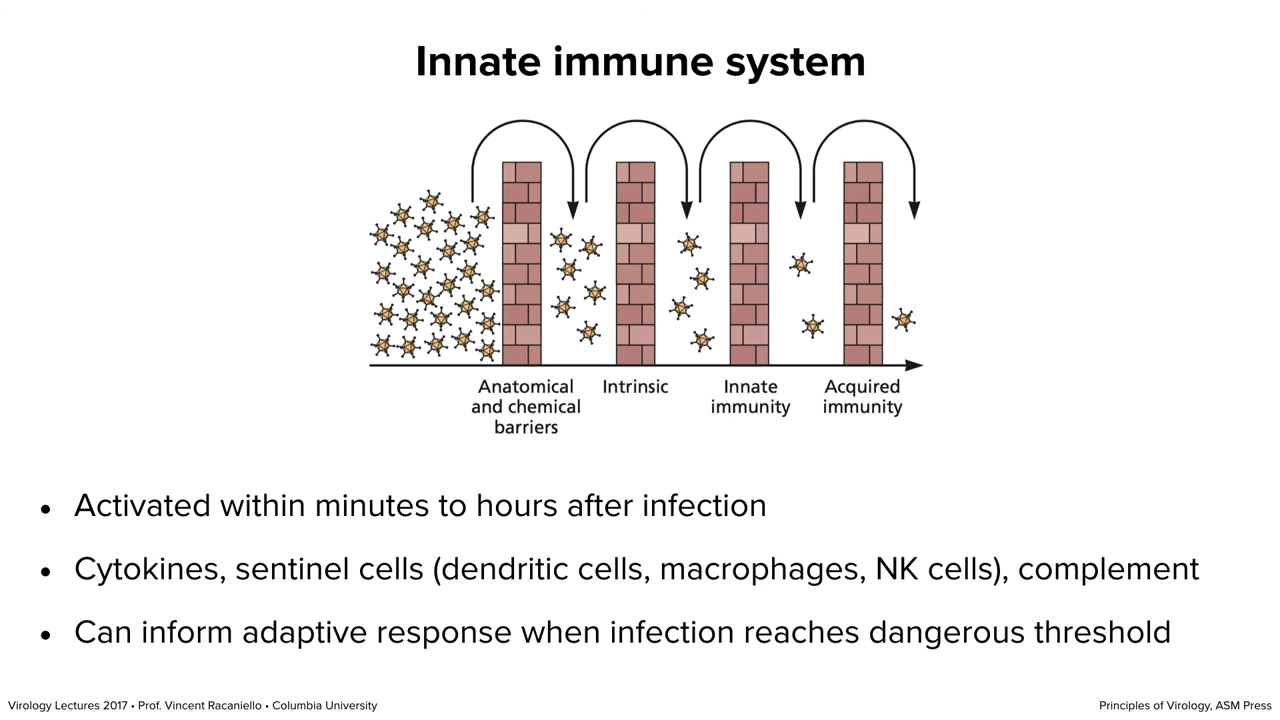 Innate immune system
Anatomical
and chemical
barriers
Intrinsic
Innate
immunity
Acquired
immunity
• Activated within minutes to hours after infection
• Cytokines, sentinel cells (dendritic cells, macrophages, NK cells), complement
• Can inform adaptive response when infection reaches dangerous threshold
Virology Lectures 2017 • Prof. Vincent Racaniello • Columbia University
Principles of Virology, ASM Press